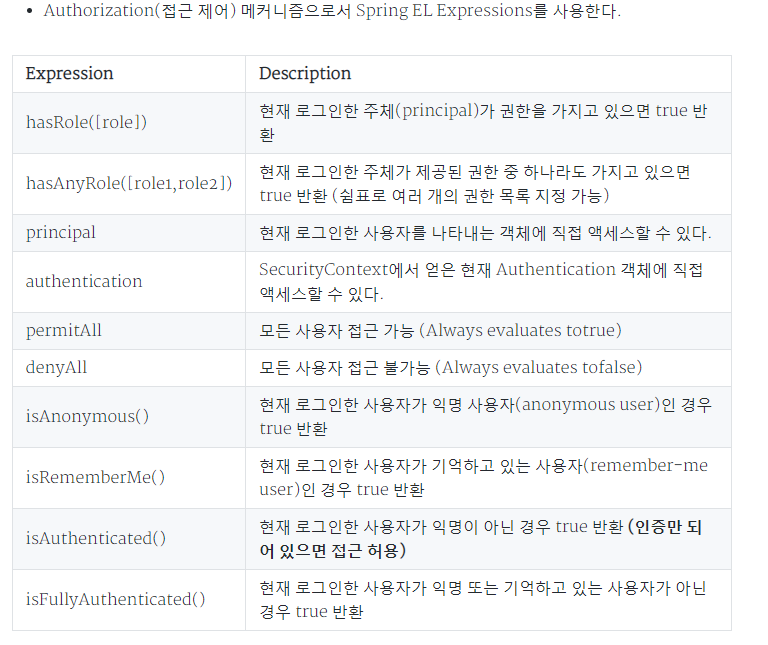 • Authorization(접근 제어) 메커니즘으로서 Spring EL Expressions를 사용한다.
Expression Description
hasRole([role]) 현재 로그인한 주체(principal)가 권한을 가지고 있으면 true 반
환
hasAnyRole([role1,role2]) 현재 로그인한 주체가 제공된 권한 중 하나라도 가지고 있으면
true 반환 (쉼표로 여러 개의 권한 목록 지정 가능)
principal 현재 로그인한 사용자를 나타내는 객체에 직접 액세스할 수 있다.
authentication SecurityContext에서 얻은 현재 Authentication 객체에 직접
액세스할 수 있다.
permitAll 모든 사용자 접근 가능 (Always evaluates totrue)
denyAll 모든 사용자 접근 불가능 (Always evaluates tofalse)
isAnonymous() 현재 로그인한 사용자가 익명 사용자(anonymous user)인 경우
true 반환
isRememberMe() 현재 로그인한 사용자가 기억하고 있는 사용자(remember-me
user)인 경우 true 반환
isAuthenticated() 현재 로그인한 사용자가 익명이 아닌 경우 true 반환 (인증만 되
어 있으면 접근 허용)
isFullyAuthenticated() 현재 로그인한 사용자가 익명 또는 기억하고 있는 사용자가 아닌
경우 true 반환